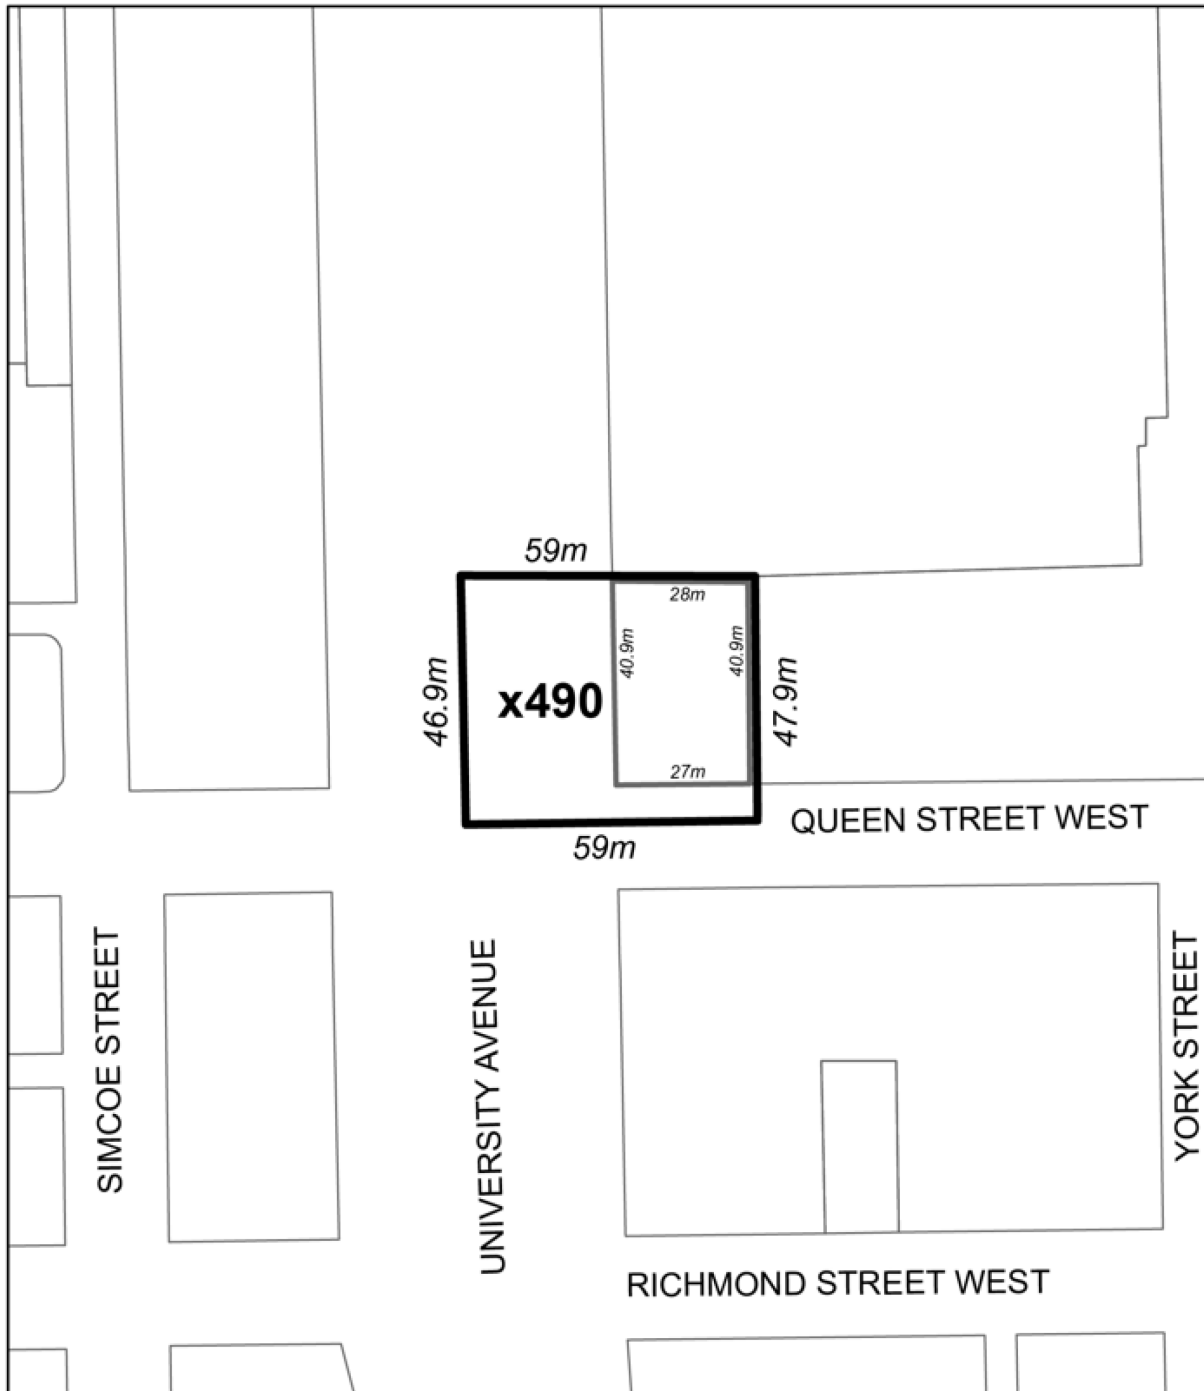 59m
28m
40.9m
40.9m
46.9m
x490
47.9m
27m
QUEEN STREET WEST
59m
SIMCOE STREET
UNIVERSITY AVENUE
YORK STREET
RICHMOND STREET WEST